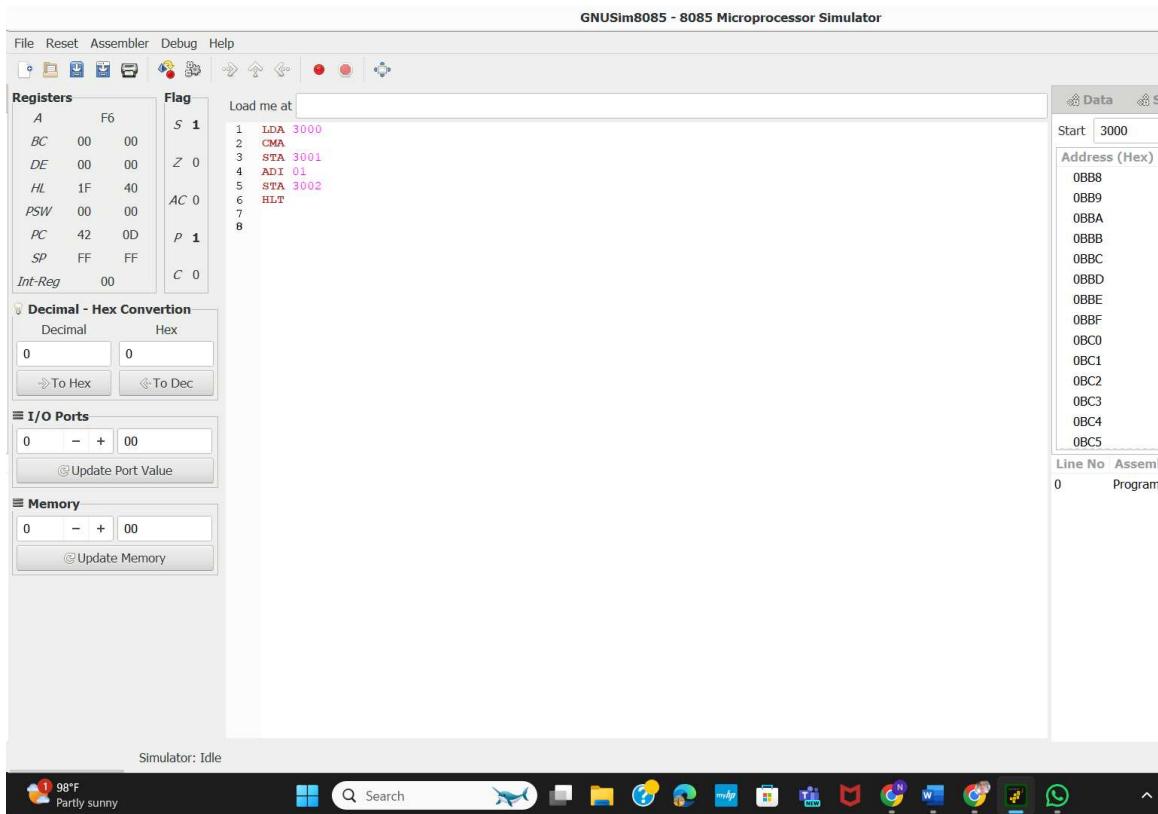 GNUSim8085 - 8085 Microprocessor Simulator
File Reset Assembler Debug Help
Registers
A F6
BC 00 00
DE 00 00
HL 1F 40
PSW 00 00
PC 42 0D
SP FF FF
Int-Reg 00
Flag
S 1
Z 0
AC 0
P 1
C 0
Decimal - Hex Convertion
Decimal Hex
0 0
To Hex To Dec
I/O Ports
0 - + 00
Update Port Value
Memory
0 - + 00
Update Memory
Load me at
1 LDA 3000
2 CMA
3 STA 3001
4 ADI 01
5 STA 3002
6 HLT
7
8
Data S
Start 3000
Address (Hex)
0BB8
0BB9
0BBA
0BBB
0BBC
0BBD
0BBE
0BBF
0BC0
0BC1
0BC2
0BC3
0BC4
0BC5
Line No Assem
0 Program
Simulator: Idle
1
98°F
Partly sunny
Search
myhp
NEW
N
W